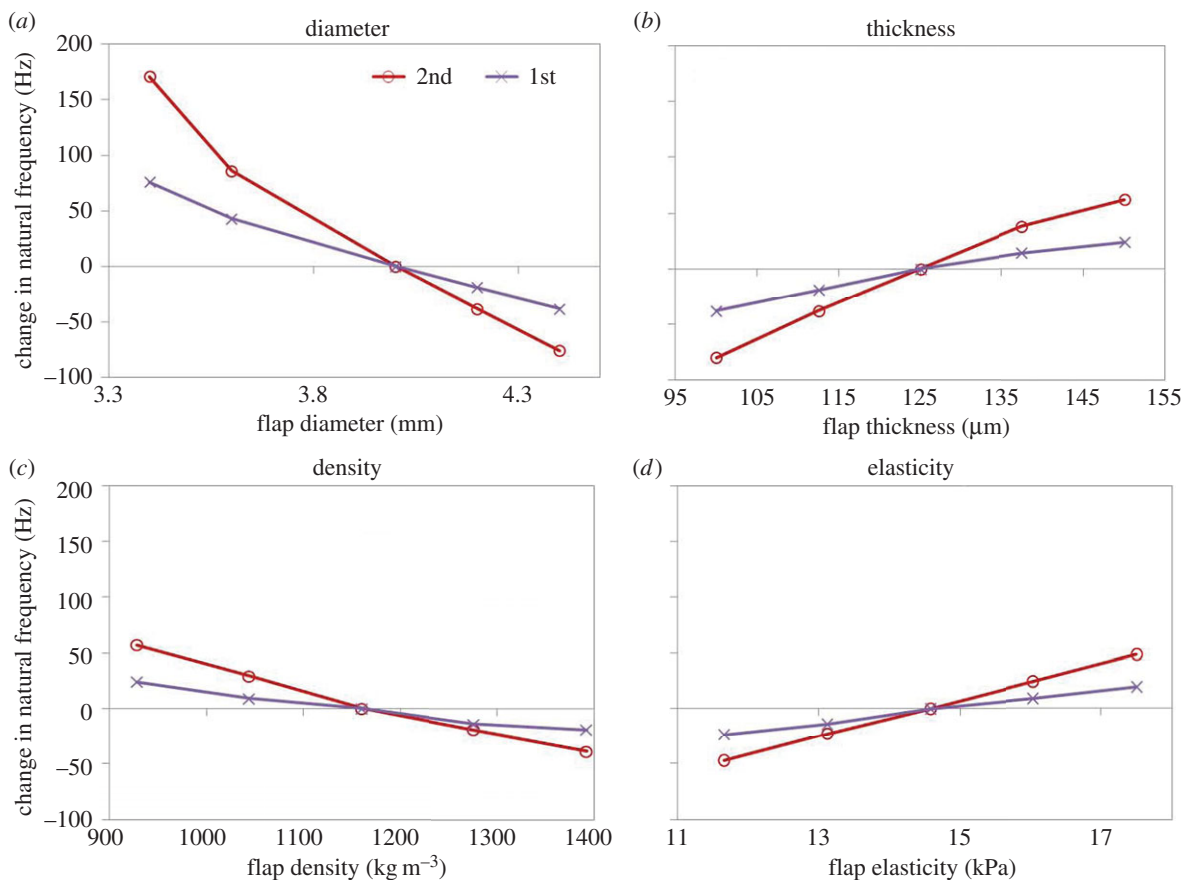 (a) diameter
change in natural frequency (Hz)
200
150
100
50
0
−50
−100
2nd 1st
3.3 3.8 4.3
flap diameter (mm)
(b) thickness
95 105 115 125 135 145 155
flap thickness (μm)
(c) density
change in natural frequency (Hz)
200
150
100
50
0
−50
−100
900 1000 1100 1200 1300 1400
flap density (kg m⁻³)
(d) elasticity
11 13 15 17
flap elasticity (kPa)